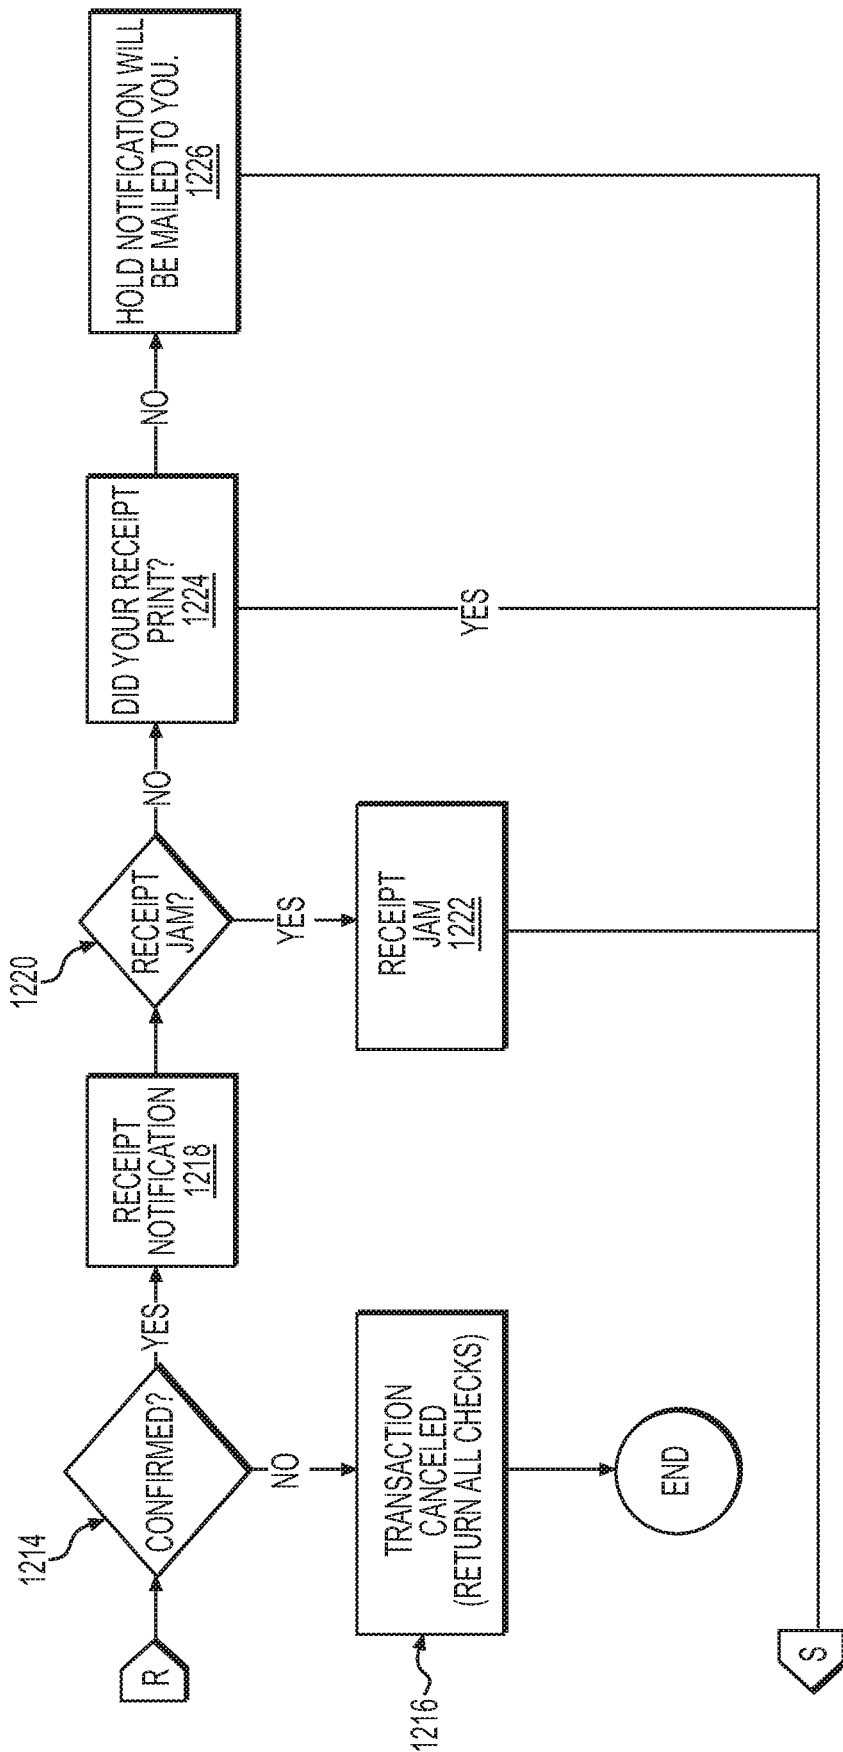 R
1214
CONFIRMED?
YES
NO
TRANSACTION
CANCELED
(RETURN ALL CHECKS)
1216
END
RECEIPT
NOTIFICATION
1218
1220
RECEIPT
JAM?
YES
RECEIPT
JAM
1222
NO
DID YOUR RECEIPT
PRINT?
1224
YES
NO
HOLD NOTIFICATION WILL
BE MAILED TO YOU.
1226
S